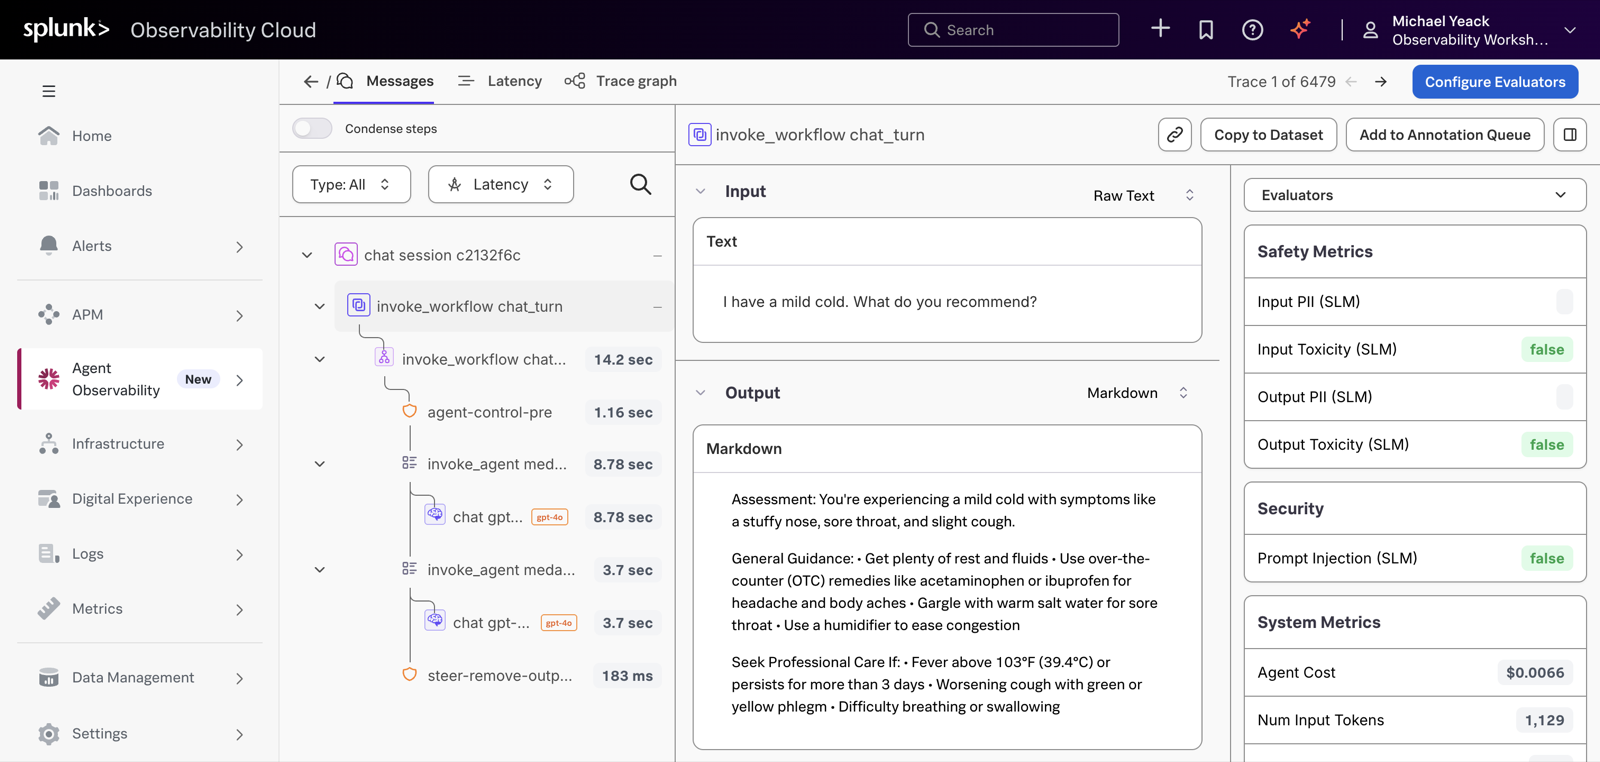 splunk> Observability Cloud
Search
Michael Yeack
Observability Worksh...
Home
Dashboards
Alerts
APM
Agent
Observability
New
Infrastructure
Digital Experience
Logs
Metrics
Data Management
Settings
/ Messages
Latency
Trace graph
Trace 1 of 6479
Configure Evaluators
Condense steps
Type: All
Latency
chat session c2132f6c –
invoke_workflow chat_turn –
invoke_workflow chat... 14.2 sec
agent-control-pre 1.16 sec
invoke_agent med... 8.78 sec
chat gpt... gpt-4o 8.78 sec
invoke_agent meda... 3.7 sec
chat gpt-... gpt-4o 3.7 sec
steer-remove-outp... 183 ms
invoke_workflow chat_turn
Copy to Dataset
Add to Annotation Queue
Input
Raw Text
Text
I have a mild cold. What do you recommend?
Output
Markdown
Markdown
Assessment: You're experiencing a mild cold with symptoms like
a stuffy nose, sore throat, and slight cough.
General Guidance: • Get plenty of rest and fluids • Use over-the-
counter (OTC) remedies like acetaminophen or ibuprofen for
headache and body aches • Gargle with warm salt water for sore
throat • Use a humidifier to ease congestion
Seek Professional Care If: • Fever above 103°F (39.4°C) or
persists for more than 3 days • Worsening cough with green or
yellow phlegm • Difficulty breathing or swallowing
Evaluators
Safety Metrics
Input PII (SLM)
Input Toxicity (SLM) false
Output PII (SLM)
Output Toxicity (SLM) false
Security
Prompt Injection (SLM) false
System Metrics
Agent Cost $0.0066
Num Input Tokens 1,129